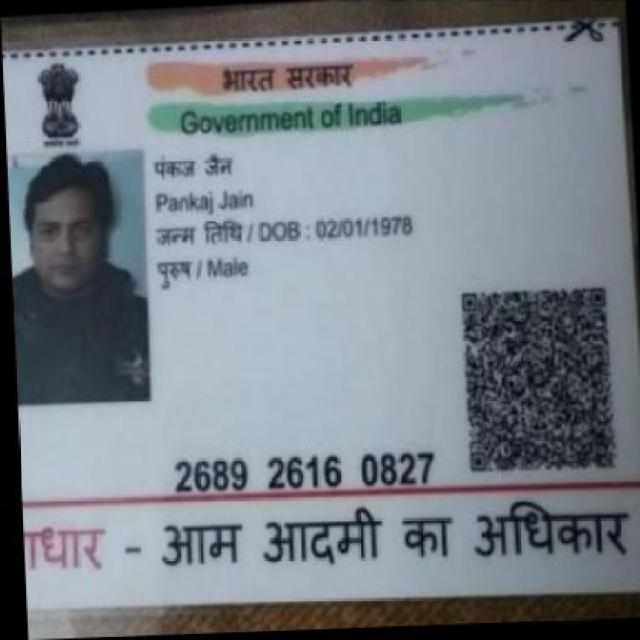 भारत सरकार
Government of India
पंकज जैन
Pankaj Jain
जन्म तिथि / DOB : 02/01/1978
पुरुष / Male
2689 2616 0827
ाधार - आम आदमी का अधिकार